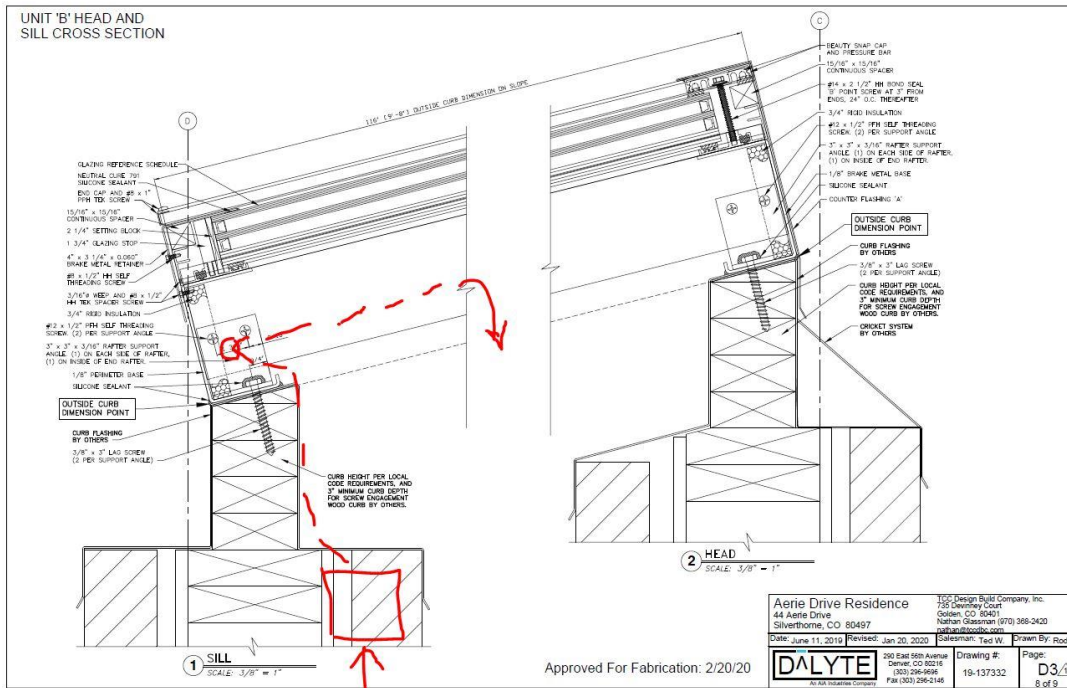 UNIT 'B' HEAD AND
SILL CROSS SECTION
116" [9'-8"] OUTSIDE CURB DIMENSION ON SLOPE
D
C
GLAZING REFERENCE SCHEDULE
NEUTRAL CURE 791
SILICONE SEALANT
END CAP AND #8 x 1"
PPH TEK SCREW
15/16" x 15/16"
CONTINUOUS SPACER
2 1/4" SETTING BLOCK
1 3/4" GLAZING STOP
4" x 3 1/4" x 0.060"
BRAKE METAL RETAINER
#8 x 1/2" HH SELF
THREADING SCREW
3/16"ø WEEP AND #8 x 1/2"
HH TEK SPACER SCREW
3/4" RIGID INSULATION
#12 x 1/2" PFH SELF THREADING
SCREW. (2) PER SUPPORT ANGLE
3" x 3" x 3/16" RAFTER SUPPORT
ANGLE. (1) ON EACH SIDE OF RAFTER,
(1) ON INSIDE OF END RAFTER.
1/8" PERIMETER BASE
SILICONE SEALANT
OUTSIDE CURB
DIMENSION POINT
CURB FLASHING
BY OTHERS
3/8" x 3" LAG SCREW
(2 PER SUPPORT ANGLE)
CURB HEIGHT PER LOCAL
CODE REQUIREMENTS, AND
3" MINIMUM CURB DEPTH
FOR SCREW ENGAGEMENT
WOOD CURB BY OTHERS.
1 SILL
SCALE: 3/8" = 1"
BEAUTY SNAP CAP
AND PRESSURE BAR
15/16" x 15/16"
CONTINUOUS SPACER
#14 x 2 1/2" HH BOND SEAL
'B' POINT SCREW AT 3" FROM
ENDS, 24" O.C. THEREAFTER
3/4" RIGID INSULATION
#12 x 1/2" PFH SELF THREADING
SCREW. (2) PER SUPPORT ANGLE
3" x 3" x 3/16" RAFTER SUPPORT
ANGLE. (1) ON EACH SIDE OF RAFTER,
(1) ON INSIDE OF END RAFTER.
1/8" BRAKE METAL BASE
SILICONE SEALANT
COUNTER FLASHING 'A'
OUTSIDE CURB
DIMENSION POINT
CURB FLASHING
BY OTHERS
3/8" x 3" LAG SCREW
(2 PER SUPPORT ANGLE)
CURB HEIGHT PER LOCAL
CODE REQUIREMENTS, AND
3" MINIMUM CURB DEPTH
FOR SCREW ENGAGEMENT
WOOD CURB BY OTHERS.
CRICKET SYSTEM
BY OTHERS
2 HEAD
SCALE: 3/8" = 1"
Approved For Fabrication: 2/20/20
Aerie Drive Residence
44 Aerie Drive
Silverthorne, CO 80497
TCC Design Build Company, Inc.
735 Devinney Court
Golden, CO 80401
Nathan Glassman (970) 368-2420
nathan@tccdbc.com
Date: June 11, 2019 Revised: Jan 20, 2020 Salesman: Ted W. Drawn By: Rod
DALYTE
An AIA Industries Company
290 East 56th Avenue
Denver, CO 80216
(303) 296-9696
Fax (303) 296-2146
Drawing #:
19-137332
Page:
D3
8 of 9